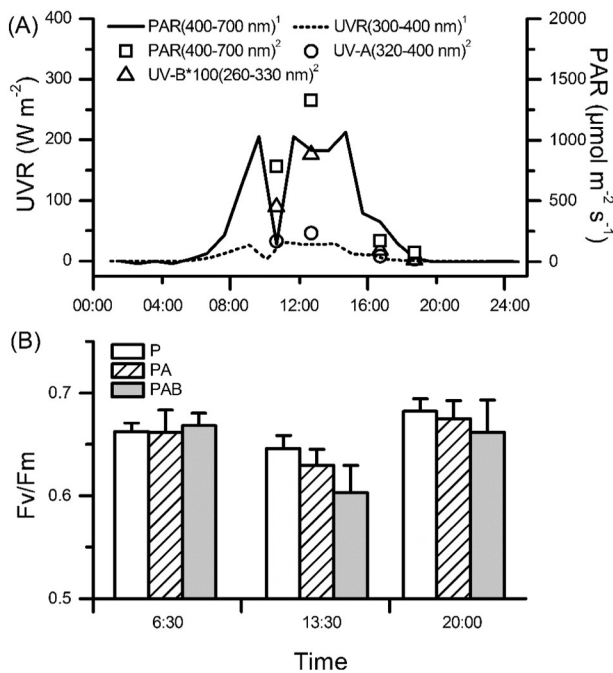 (A)
PAR(400-700 nm)¹
UVR(300-400 nm)¹
PAR(400-700 nm)²
UV-A(320-400 nm)²
UV-B*100(260-330 nm)²
400
300
200
100
0
UVR (W m⁻²)
2000
1500
1000
500
0
PAR (μmol m⁻² s⁻¹)
00:00 04:00 08:00 12:00 16:00 20:00 24:00
(B)
P
PA
PAB
0.7
0.6
0.5
Fv/Fm
6:30 13:30 20:00
Time